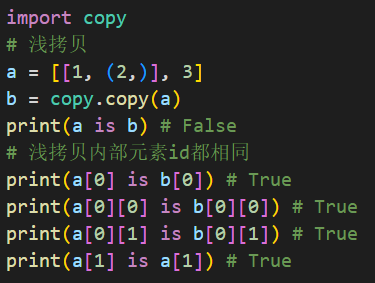 import copy
# 浅拷贝
a = [[1, (2,)], 3]
b = copy.copy(a)
print(a is b) # False
# 浅拷贝内部元素id都相同
print(a[0] is b[0]) # True
print(a[0][0] is b[0][0]) # True
print(a[0][1] is b[0][1]) # True
print(a[1] is a[1]) # True